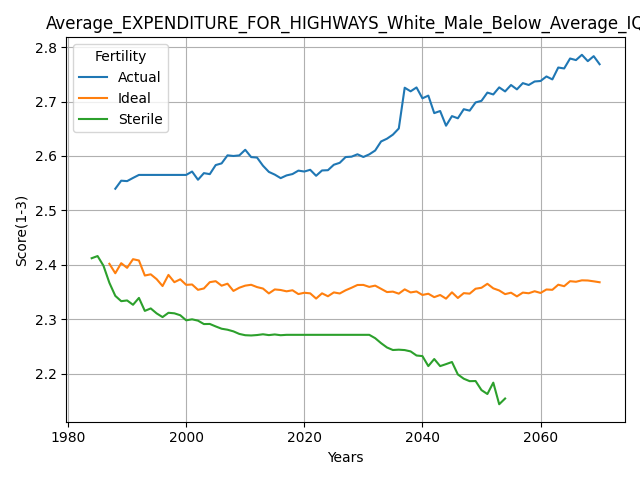 Average_EXPENDITURE_FOR_HIGHWAYS_White_Male_Below_Average_IQ
2.8
2.7
2.6
2.5
2.4
2.3
2.2
Score(1-3)
Fertility
Actual
Ideal
Sterile
1980 2000 2020 2040 2060
Years